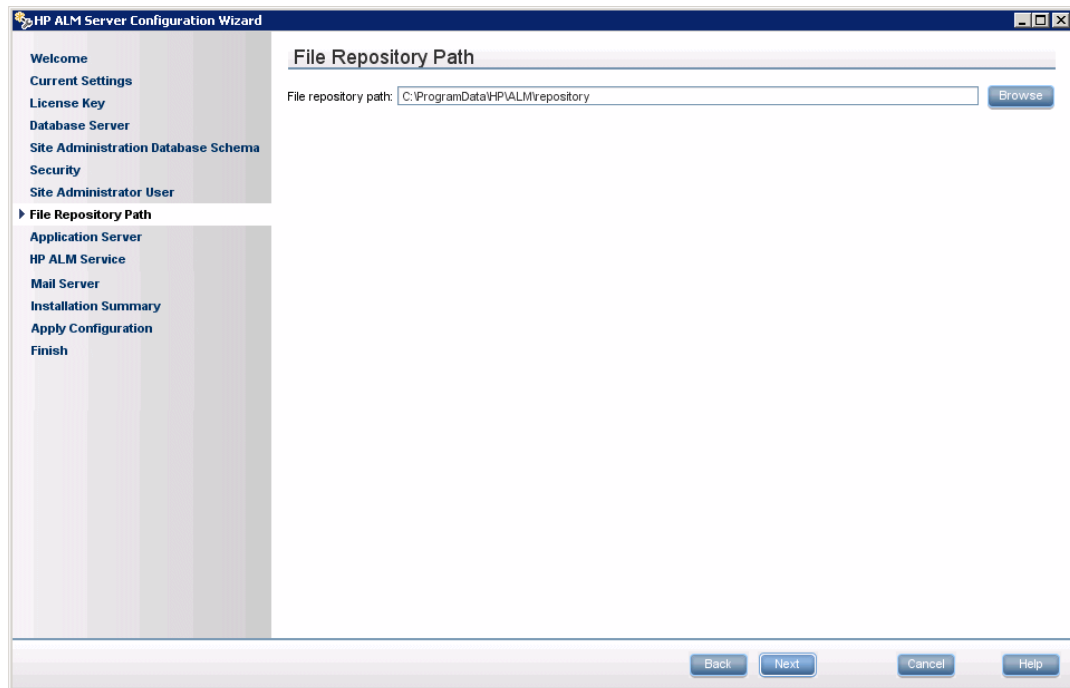 HP ALM Server Configuration Wizard
Welcome
Current Settings
License Key
Database Server
Site Administration Database Schema
Security
Site Administrator User
File Repository Path
Application Server
HP ALM Service
Mail Server
Installation Summary
Apply Configuration
Finish
File Repository Path
File repository path: C:\ProgramData\HP\ALM\repository Browse
Back Next Cancel Help